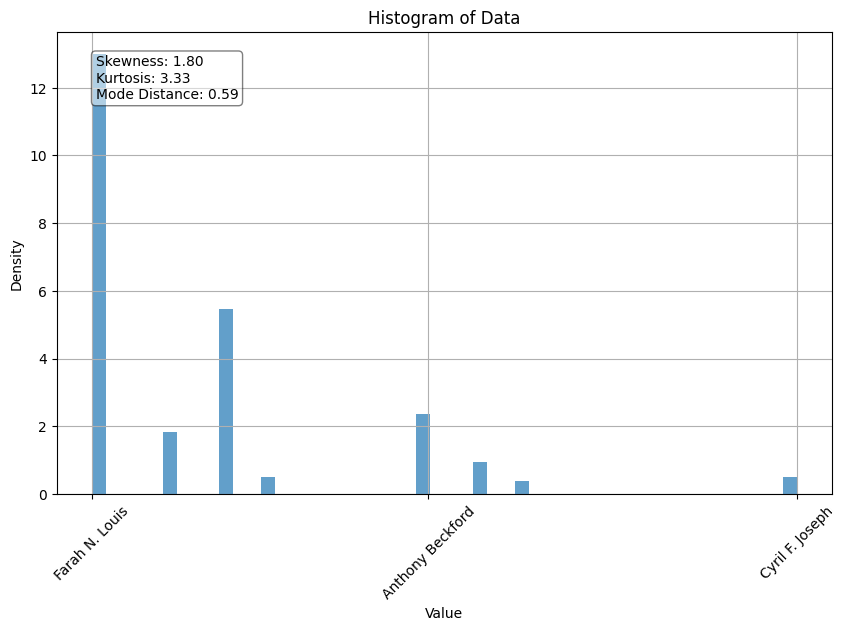 Histogram of Data
Skewness: 1.80
Kurtosis: 3.33
Mode Distance: 0.59
12
10
8
6
4
2
0
Density
Farah N. Louis
Anthony Beckford
Cyril F. Joseph
Value